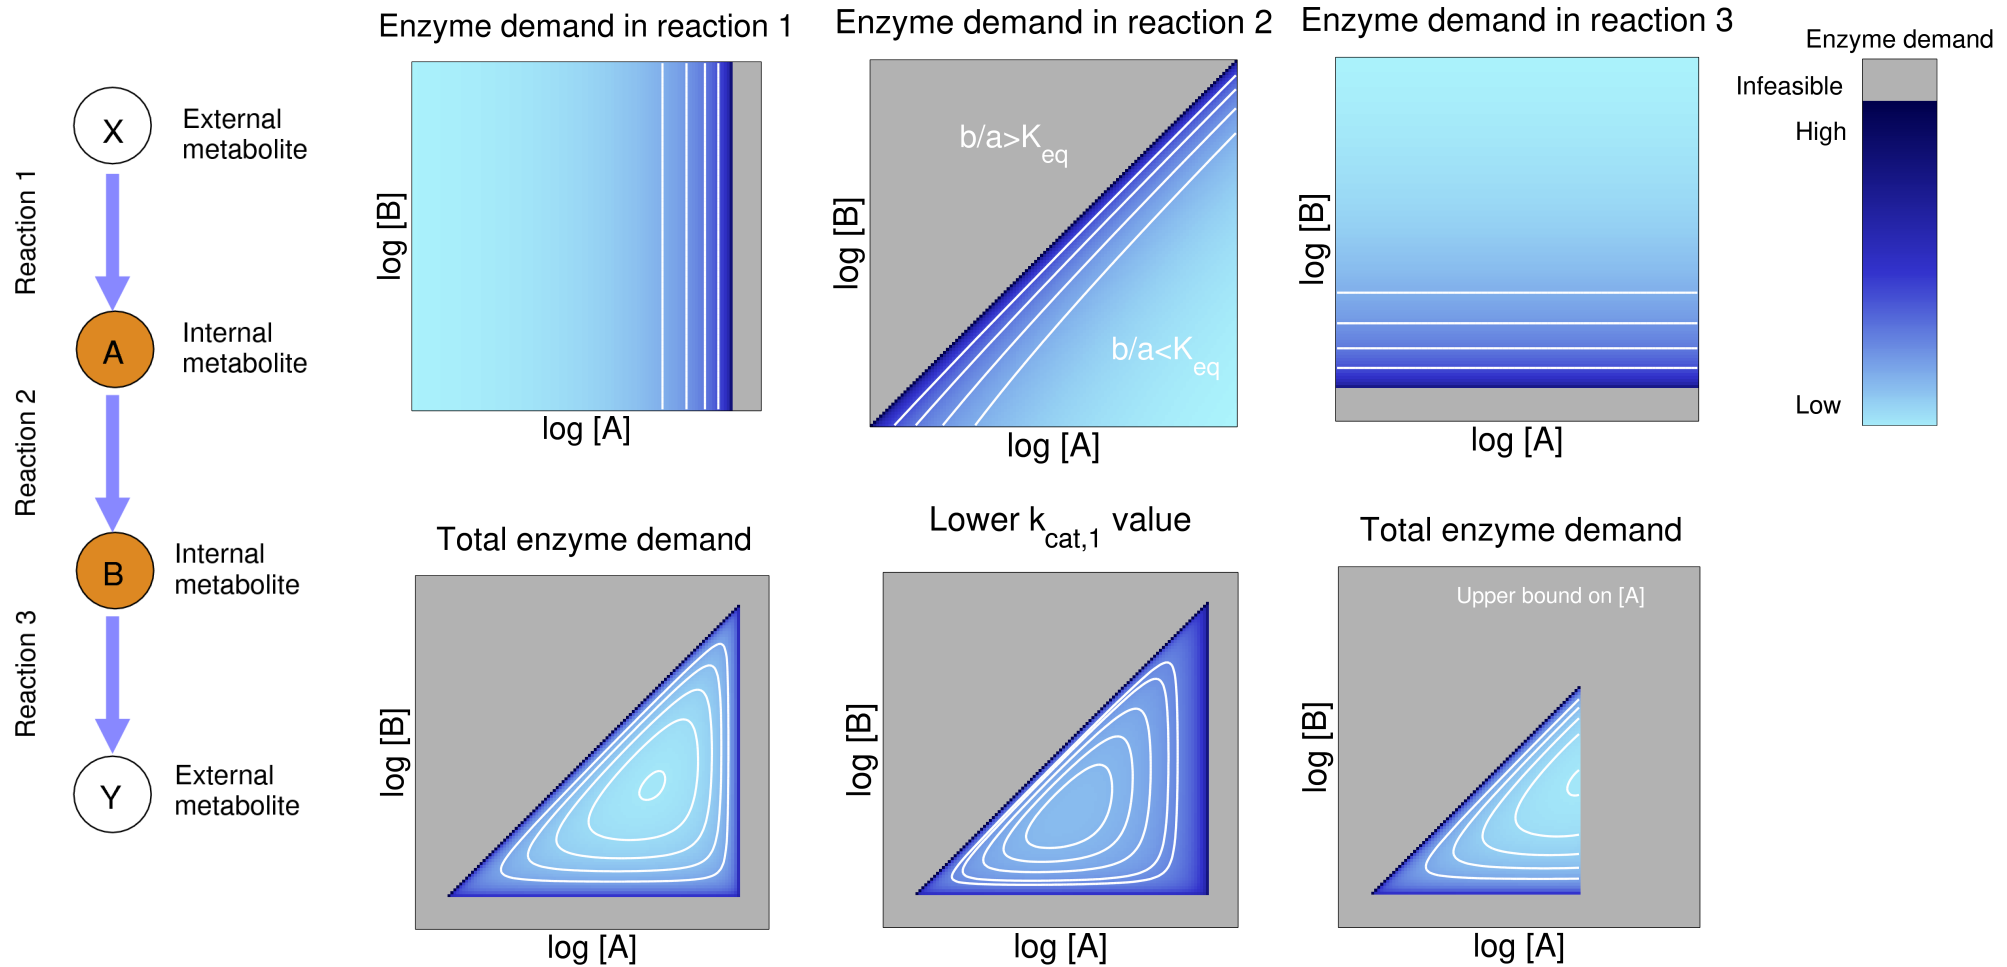 X
External
metabolite
Reaction 1
A
Internal
metabolite
Reaction 2
B
Internal
metabolite
Reaction 3
Y
External
metabolite
Enzyme demand in reaction 1
log [B]
log [A]
Enzyme demand in reaction 2
b/a>Keq
b/a<Keq
log [B]
log [A]
Enzyme demand in reaction 3
log [B]
log [A]
Enzyme demand
Infeasible
High
Low
Total enzyme demand
log [B]
log [A]
Lower kcat,1 value
log [B]
log [A]
Total enzyme demand
Upper bound on [A]
log [B]
log [A]